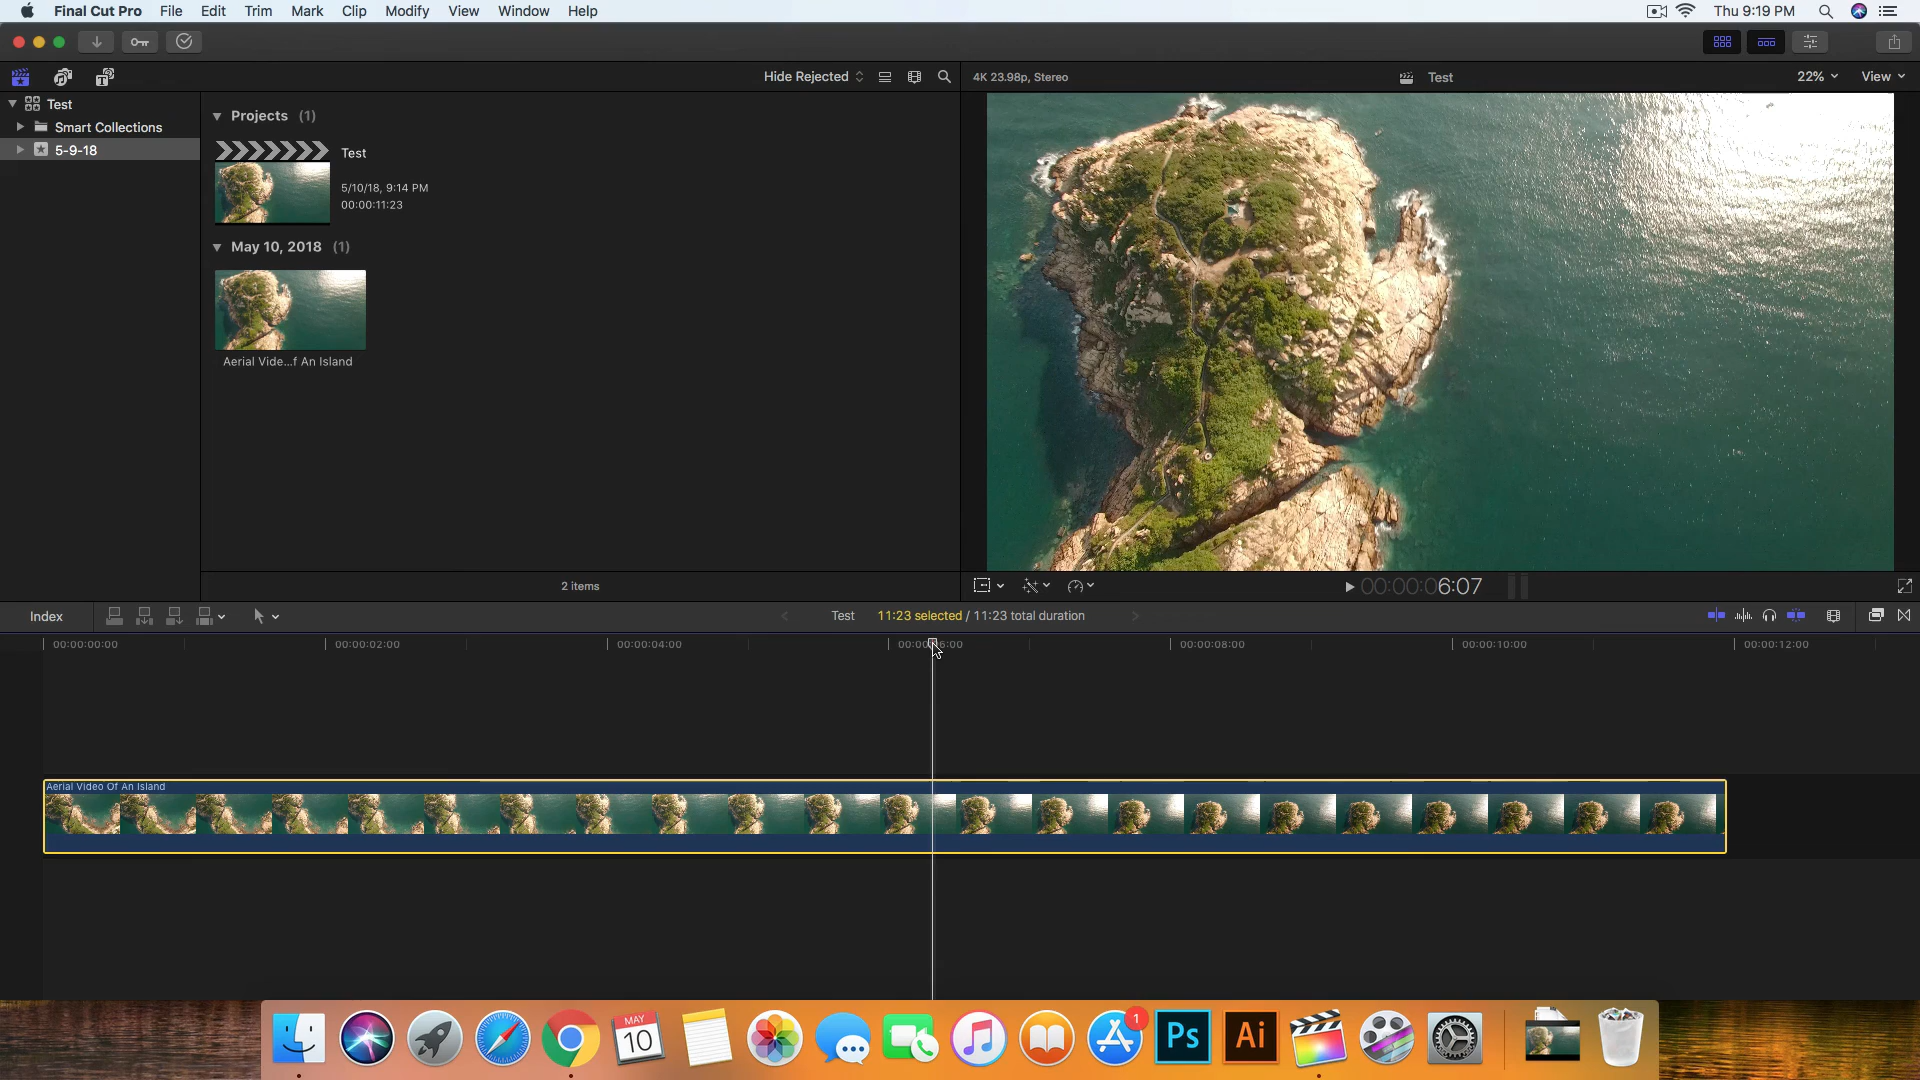 Final Cut Pro File Edit Trim Mark Clip Modify View Window Help Thu 9:19 PM
Hide Rejected 4K 23.98p, Stereo Test 22% View
Test
Smart Collections
5-9-18
Projects (1)
Test
5/10/18, 9:14 PM
00:00:11:23
May 10, 2018 (1)
Aerial Vide...f An Island
2 items
00:00:06:07
Index Test 11:23 selected / 11:23 total duration
00:00:00:00 00:00:02:00 00:00:04:00 00:00:06:00 00:00:08:00 00:00:10:00 00:00:12:00
Aerial Video Of An Island
MAY
10
1
Ps
Ai